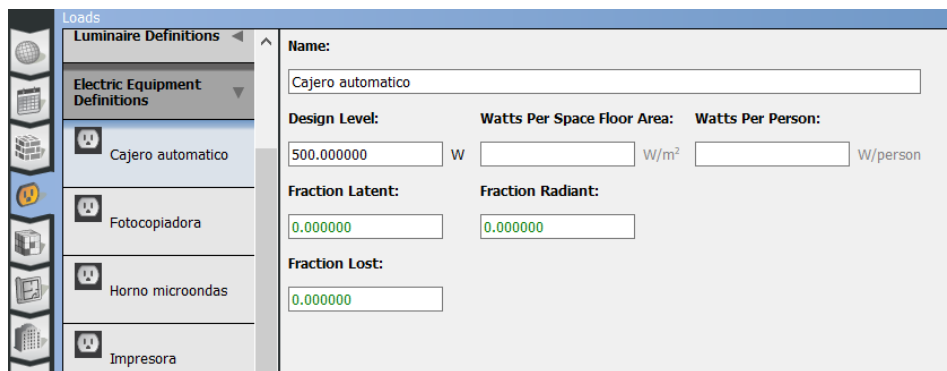 Loads
Luminaire Definitions
Electric Equipment
Definitions
Cajero automatico
Fotocopiadora
Horno microondas
Impresora
Name:
Cajero automatico
Design Level: Watts Per Space Floor Area: Watts Per Person:
500.000000 W W/m² W/person
Fraction Latent: Fraction Radiant:
0.000000 0.000000
Fraction Lost:
0.000000